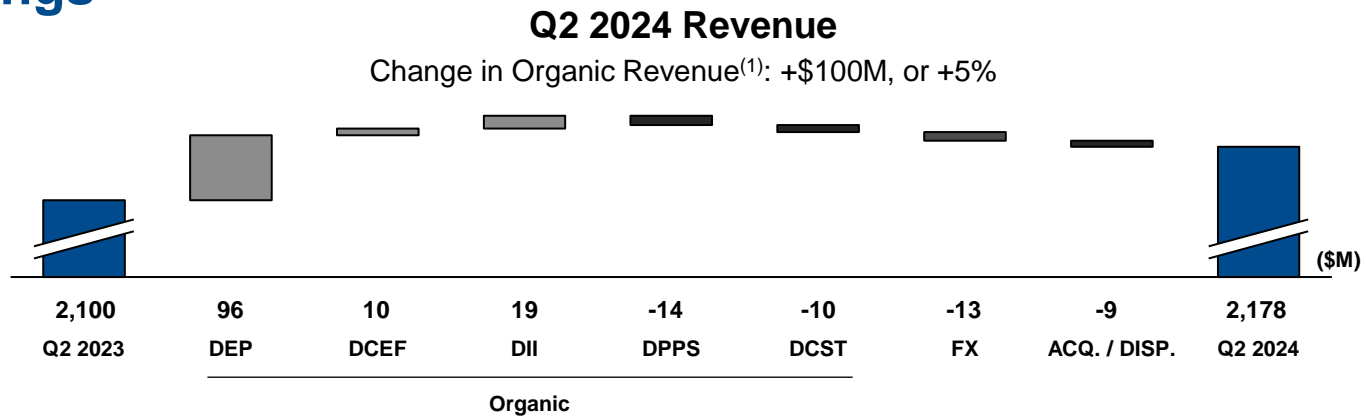 Q2 2024 Revenue
Change in Organic Revenue(1): +$100M, or +5%
($M)
2,100 96 10 19 -14 -10 -13 -9 2,178
Q2 2023 DEP DCEF DII DPPS DCST FX ACQ. / DISP. Q2 2024
Organic